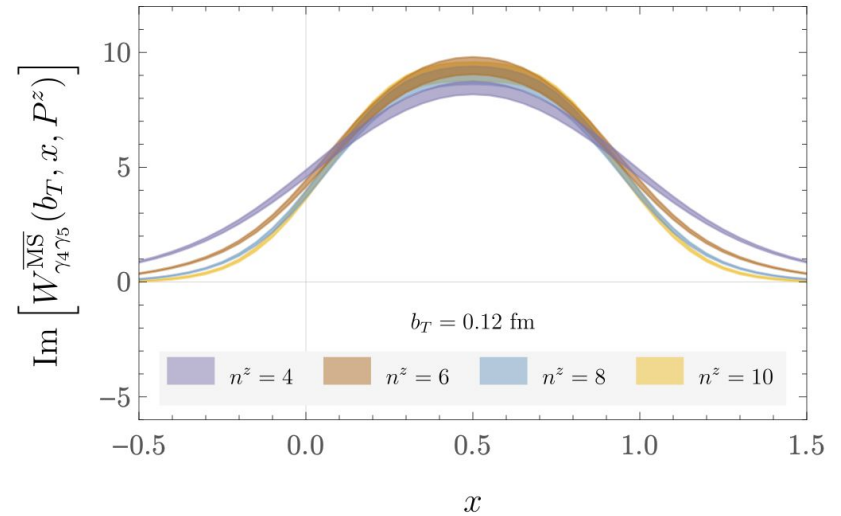 Im [W^{\overline{MS}}_{γ₄γ₅}(b_T, x, P^z)]
10
5
0
−5
b_T = 0.12 fm
n^z = 4 n^z = 6 n^z = 8 n^z = 10
−0.5 0.0 0.5 1.0 1.5
x